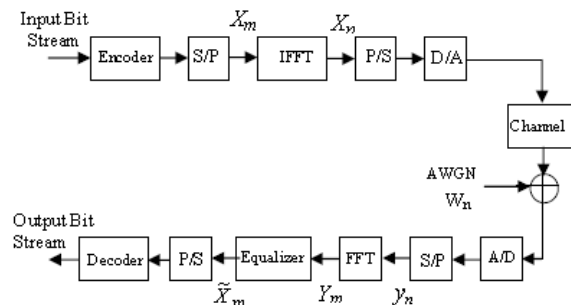 Input Bit
Stream
Encoder
S/P
X_m
IFFT
X_n
P/S
D/A
Channel
AWGN
W_n
Output Bit
Stream
Decoder
P/S
Equalizer
FFT
S/P
A/D
X̃_m
Y_m
y_n